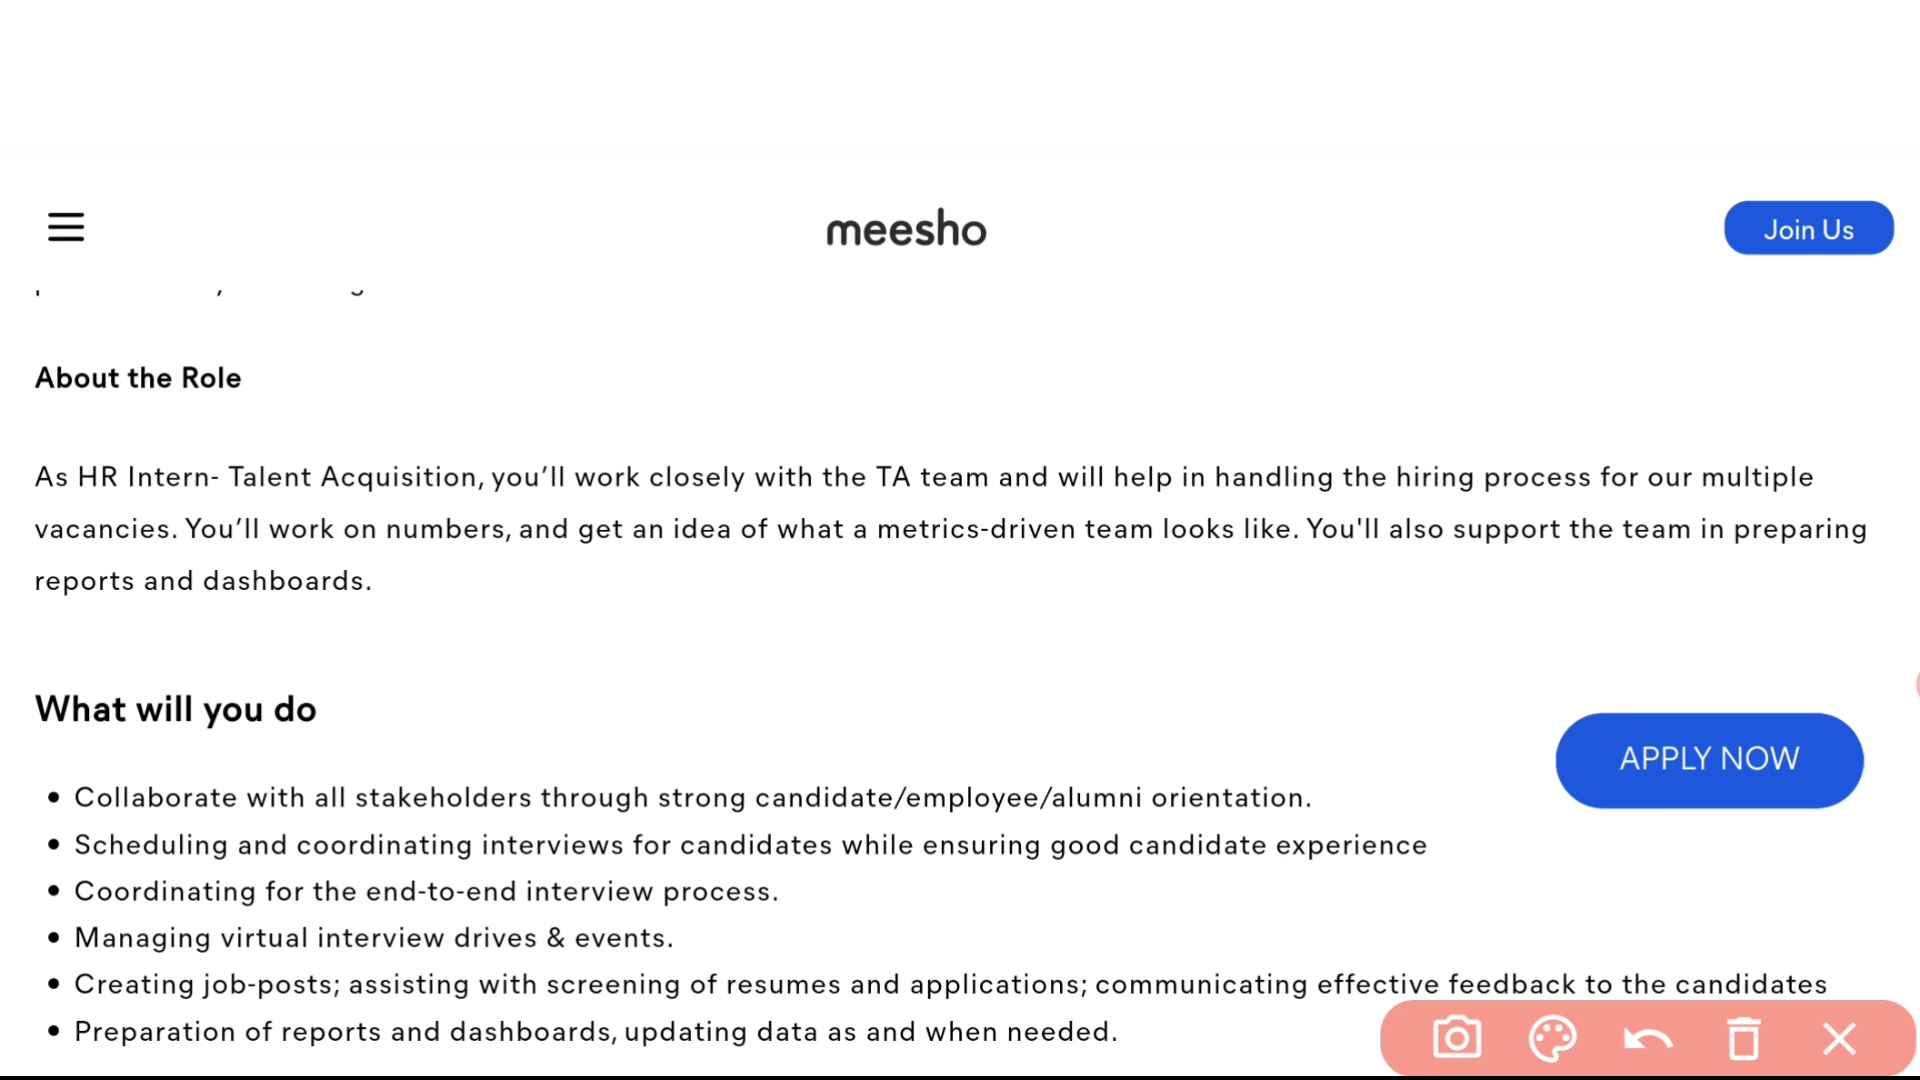 meesho
Join Us
About the Role
As HR Intern- Talent Acquisition, you’ll work closely with the TA team and will help in handling the hiring process for our multiple
vacancies. You’ll work on numbers, and get an idea of what a metrics-driven team looks like. You'll also support the team in preparing
reports and dashboards.
What will you do
APPLY NOW
• Collaborate with all stakeholders through strong candidate/employee/alumni orientation.
• Scheduling and coordinating interviews for candidates while ensuring good candidate experience
• Coordinating for the end-to-end interview process.
• Managing virtual interview drives & events.
• Creating job-posts; assisting with screening of resumes and applications; communicating effective feedback to the candidates
• Preparation of reports and dashboards, updating data as and when needed.